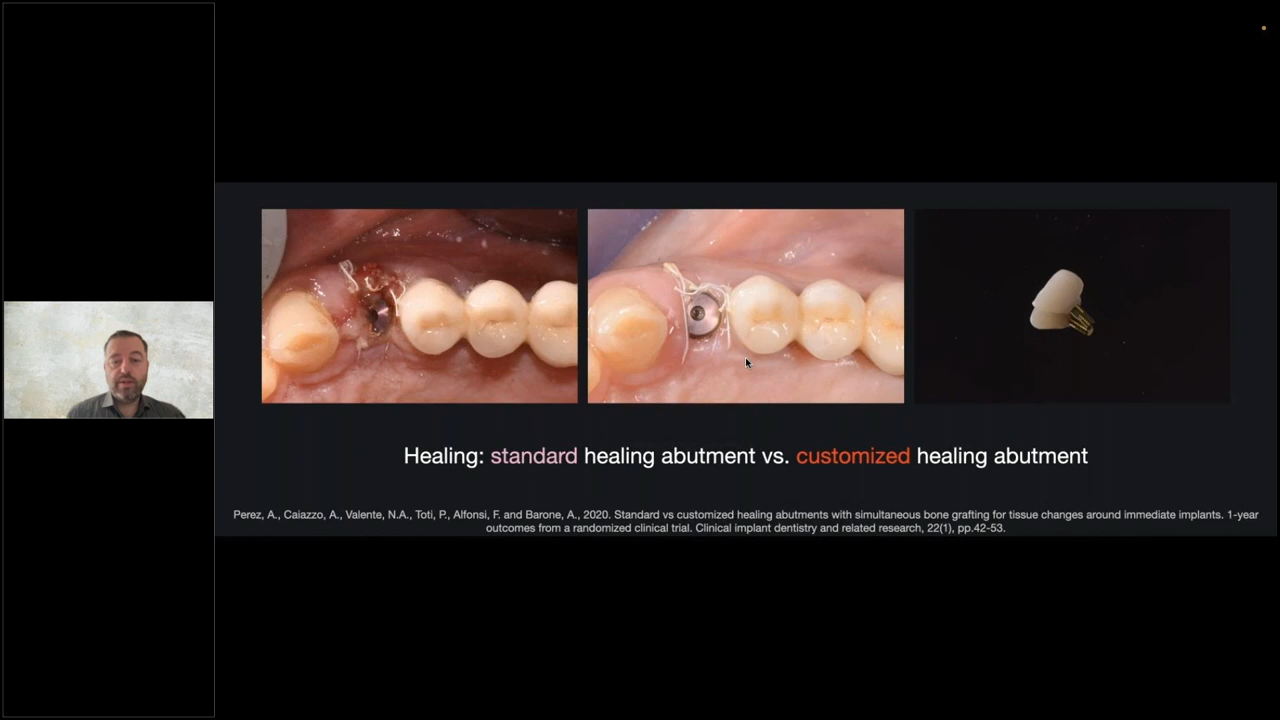 Healing: standard healing abutment vs. customized healing abutment
Perez, A., Caiazzo, A., Valente, N.A., Toti, P., Alfonsi, F. and Barone, A., 2020. Standard vs customized healing abutments with simultaneous bone grafting for tissue changes around immediate implants. 1-year
outcomes from a randomized clinical trial. Clinical implant dentistry and related research, 22(1), pp.42-53.